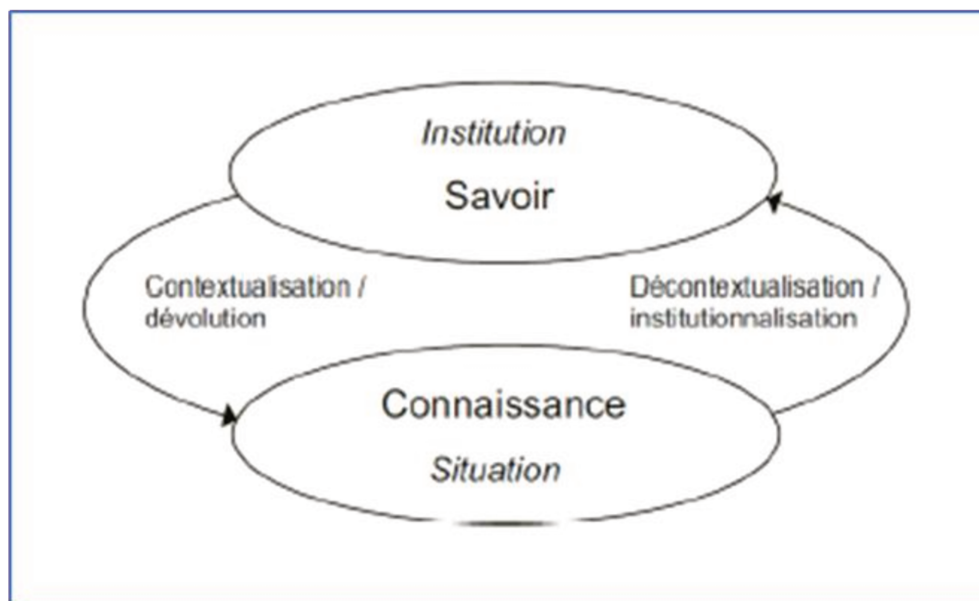 Institution
Savoir
Contextualisation /
dévolution
Décontextualisation /
institutionnalisation
Connaissance
Situation